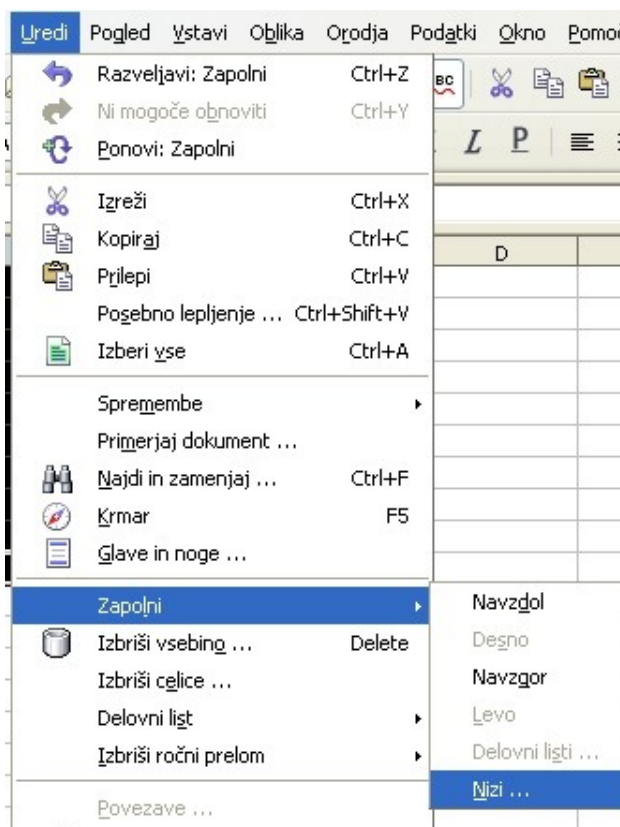 Uredi Pogled Vstavi Oblika Orodja Podatki Okno Pomoč
Razveljavi: Zapolni Ctrl+Z
Ni mogoče obnoviti Ctrl+Y
Ponovi: Zapolni
Izreži Ctrl+X
Kopiraj Ctrl+C
Prilepi Ctrl+V
Posebno lepljenje ... Ctrl+Shift+V
Izberi vse Ctrl+A
Spremembe
Primerjaj dokument ...
Najdi in zamenjaj ... Ctrl+F
Krmar F5
Glave in noge ...
Zapolni
Izbriši vsebino ... Delete
Izbriši celice ...
Delovni list
Izbriši ročni prelom
Povezave ...
ABC
I P
D
Navzdol
Desno
Navzgor
Levo
Delovni listi ...
Nizi ...